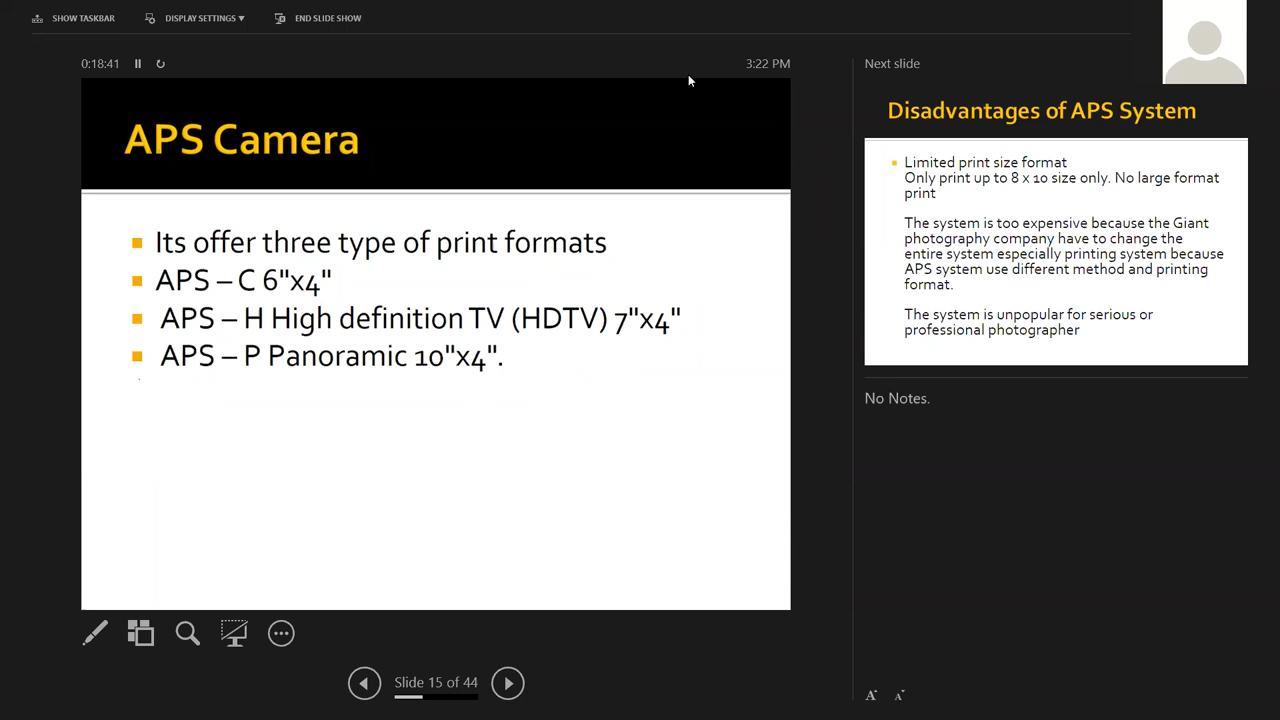 SHOW TASKBAR DISPLAY SETTINGS ▼ END SLIDE SHOW
0:18:41 3:22 PM
APS Camera
Its offer three type of print formats
APS – C 6"x4"
APS – H High definition TV (HDTV) 7"x4"
APS – P Panoramic 10"x4".
Slide 15 of 44
Next slide
Disadvantages of APS System
Limited print size format
Only print up to 8 x 10 size only. No large format
print
The system is too expensive because the Giant
photography company have to change the
entire system especially printing system because
APS system use different method and printing
format.
The system is unpopular for serious or
professional photographer
No Notes.
A A